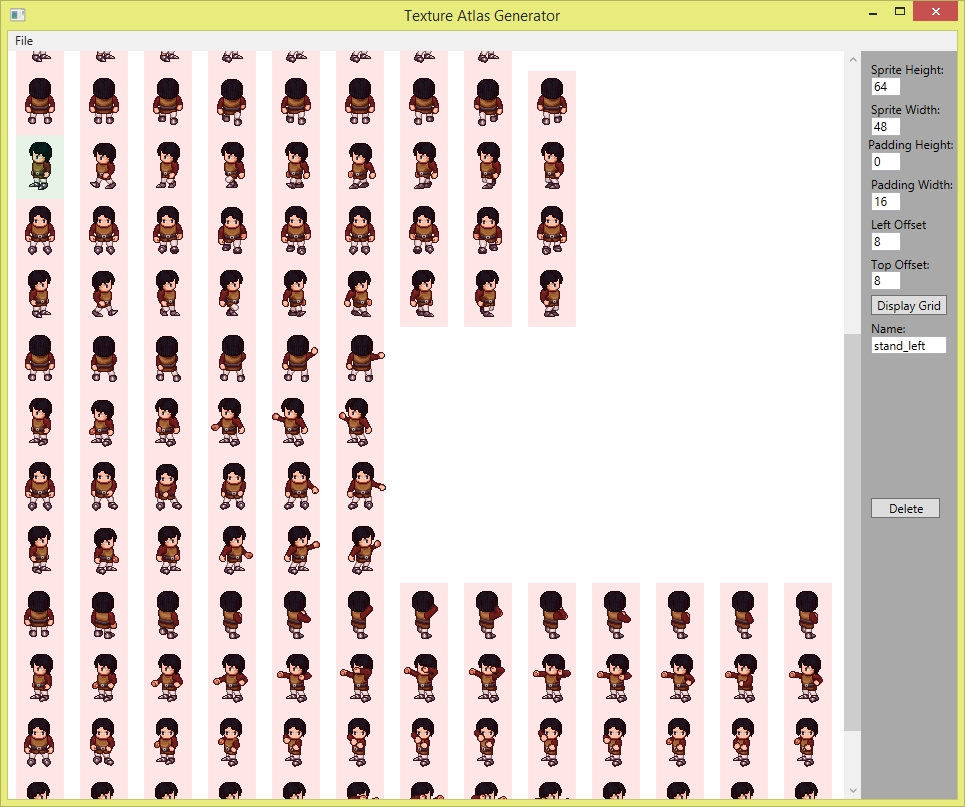 Texture Atlas Generator
File
Sprite Height:
64
Sprite Width:
48
Padding Height:
0
Padding Width:
16
Left Offset
8
Top Offset:
8
Display Grid
Name:
stand_left
Delete